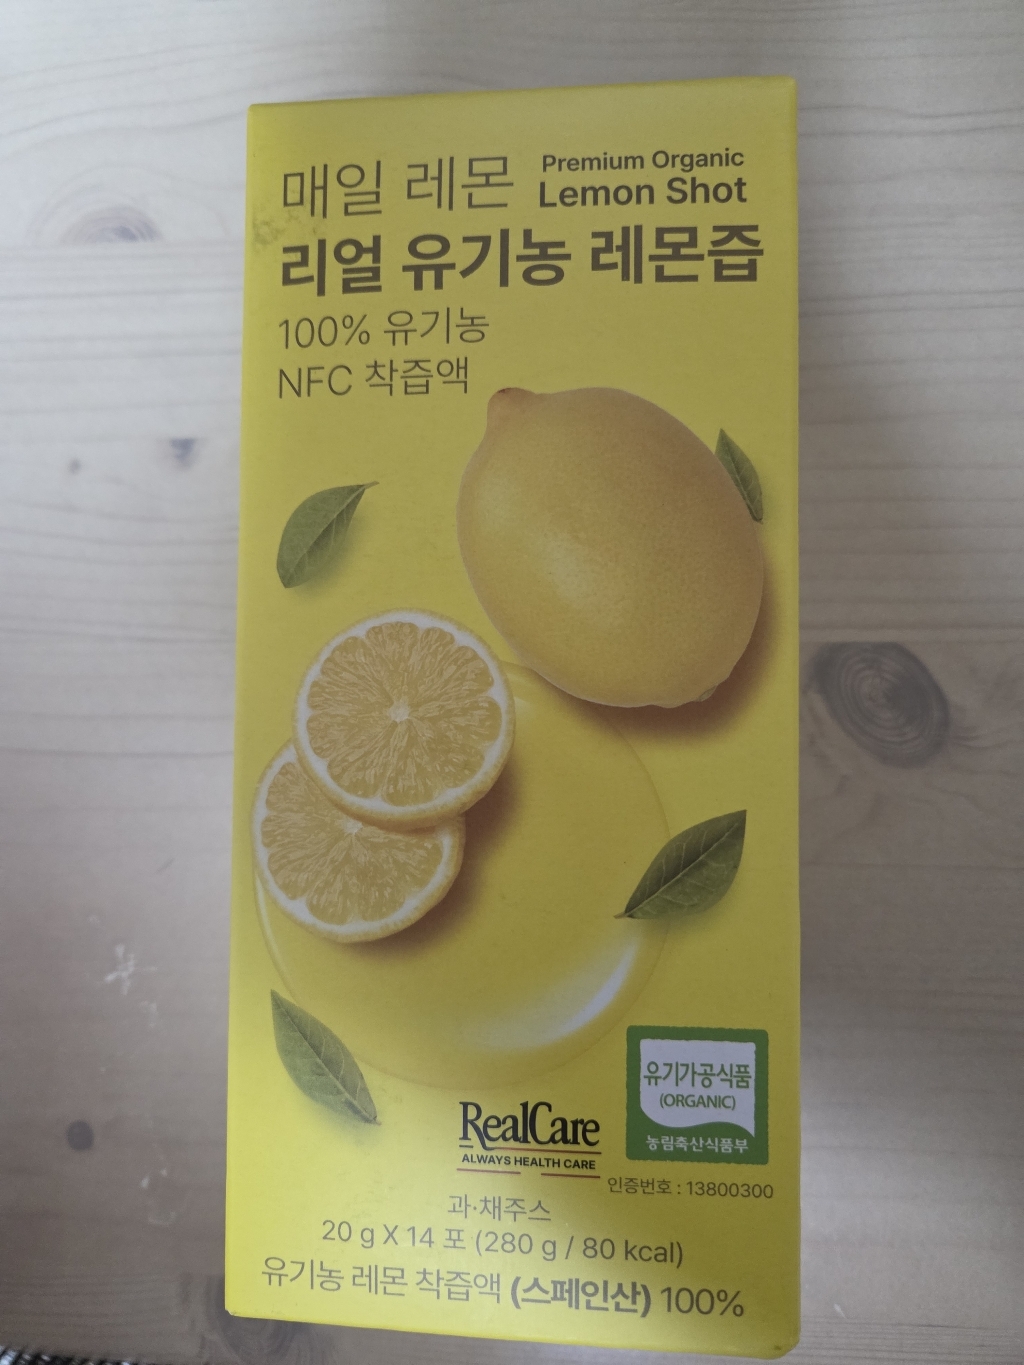 매일 레몬
Premium Organic
Lemon Shot
리얼 유기농 레몬즙
100% 유기농
NFC 착즙액
유기가공식품
(ORGANIC)
농림축산식품부
RealCare
ALWAYS HEALTH CARE
인증번호 : 13800300
과·채주스
20 g X 14 포 (280 g / 80 kcal)
유기농 레몬 착즙액 (스페인산) 100%